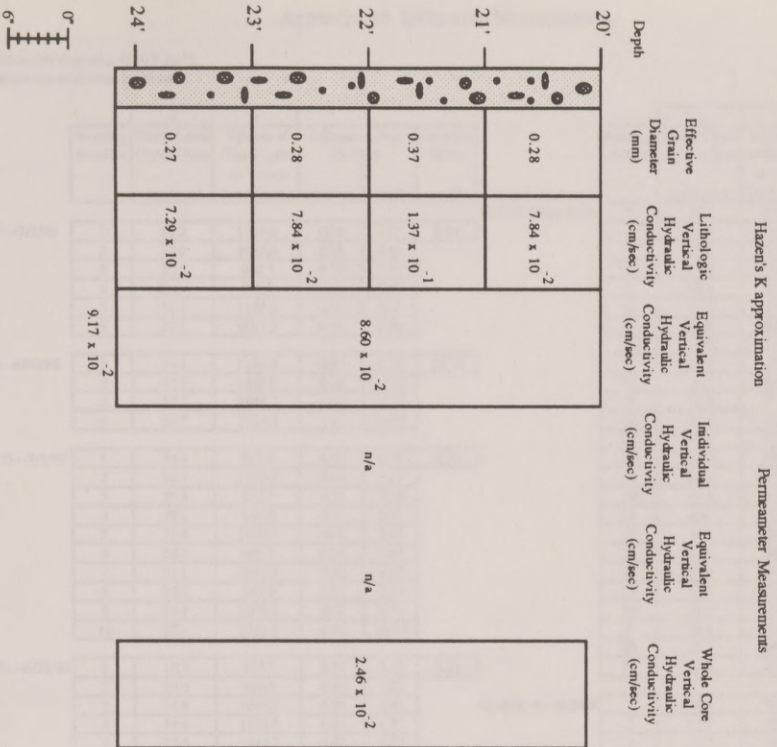 Hazen's K approximation
Permeameter Measurements
Depth
Effective
Grain
Diameter
(mm)
Lithologic
Vertical
Hydraulic
Conductivity
(cm/sec)
Equivalent
Vertical
Hydraulic
Conductivity
(cm/sec)
Inidividual
Vertical
Hydraulic
Conductivity
(cm/sec)
Equivalent
Vertical
Hydraulic
Conductivity
(cm/sec)
Whole Core
Vertical
Hydraulic
Conductivity
(cm/sec)
20'
21'
22'
23'
24'
0.28
0.37
0.28
0.27
7.84 x 10-2
1.37 x 10-1
7.84 x 10-2
7.29 x 10-2
8.60 x 10-2
9.17 x 10-2
n/a
n/a
2.46 x 10-2
0"
6"